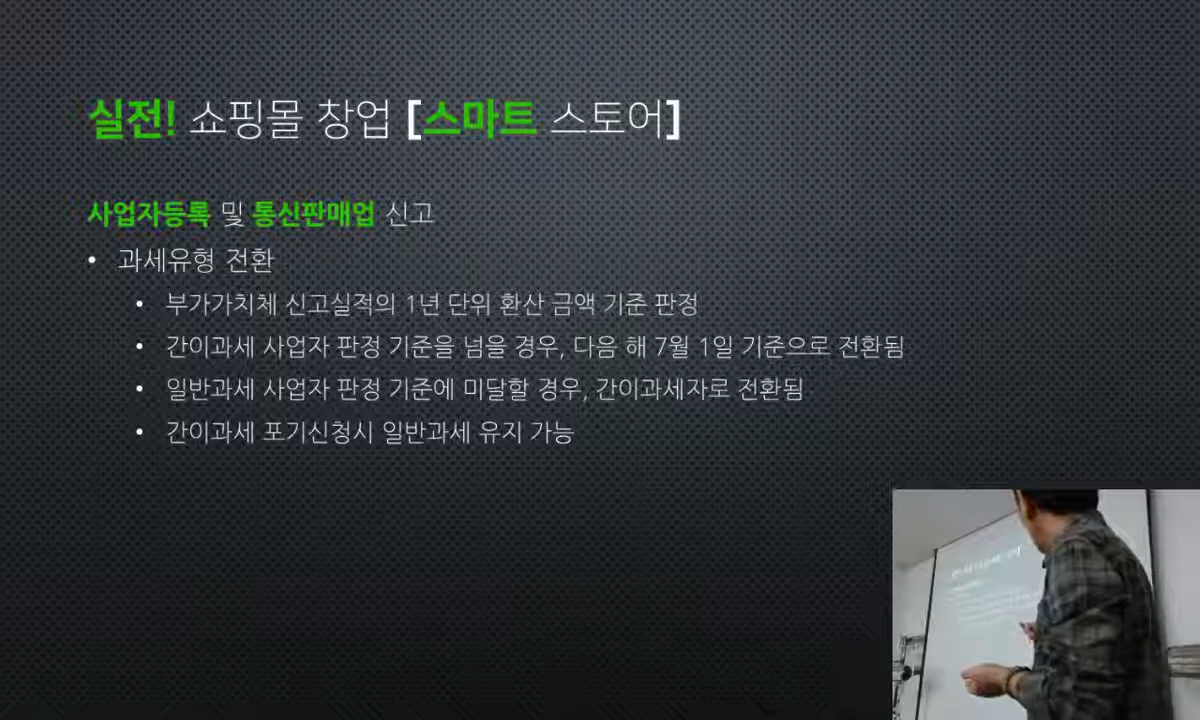 실전! 쇼핑몰 창업 [스마트 스토어]
사업자등록 및 통신판매업 신고
• 과세유형 전환
• 부가가치체 신고실적의 1년 단위 환산 금액 기준 판정
• 간이과세 사업자 판정 기준을 넘을 경우, 다음 해 7월 1일 기준으로 전환됨
• 일반과세 사업자 판정 기준에 미달할 경우, 간이과세자로 전환됨
• 간이과세 포기신청시 일반과세 유지 가능